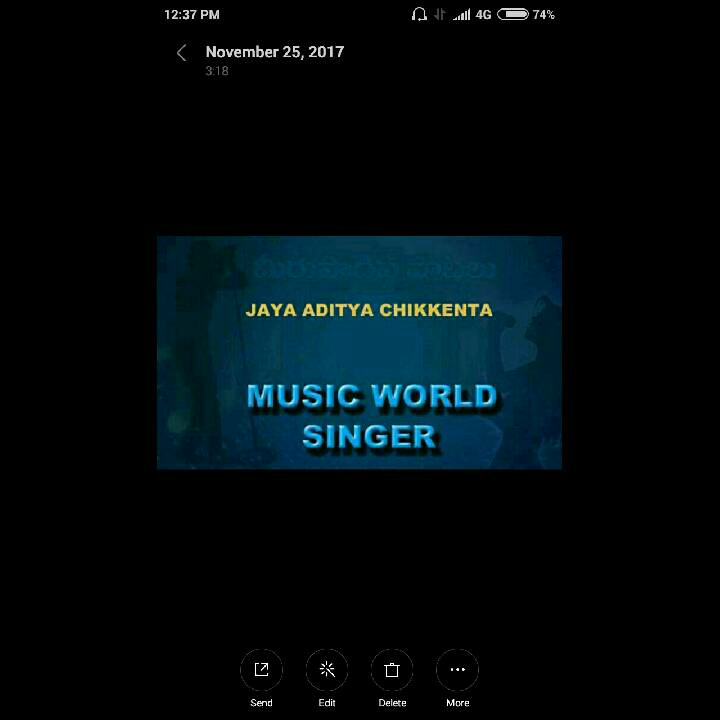 12:37 PM 4G 74%
November 25, 2017
3:18
JAYA ADITYA CHIKKENTA
MUSIC WORLD
SINGER
Send Edit Delete More